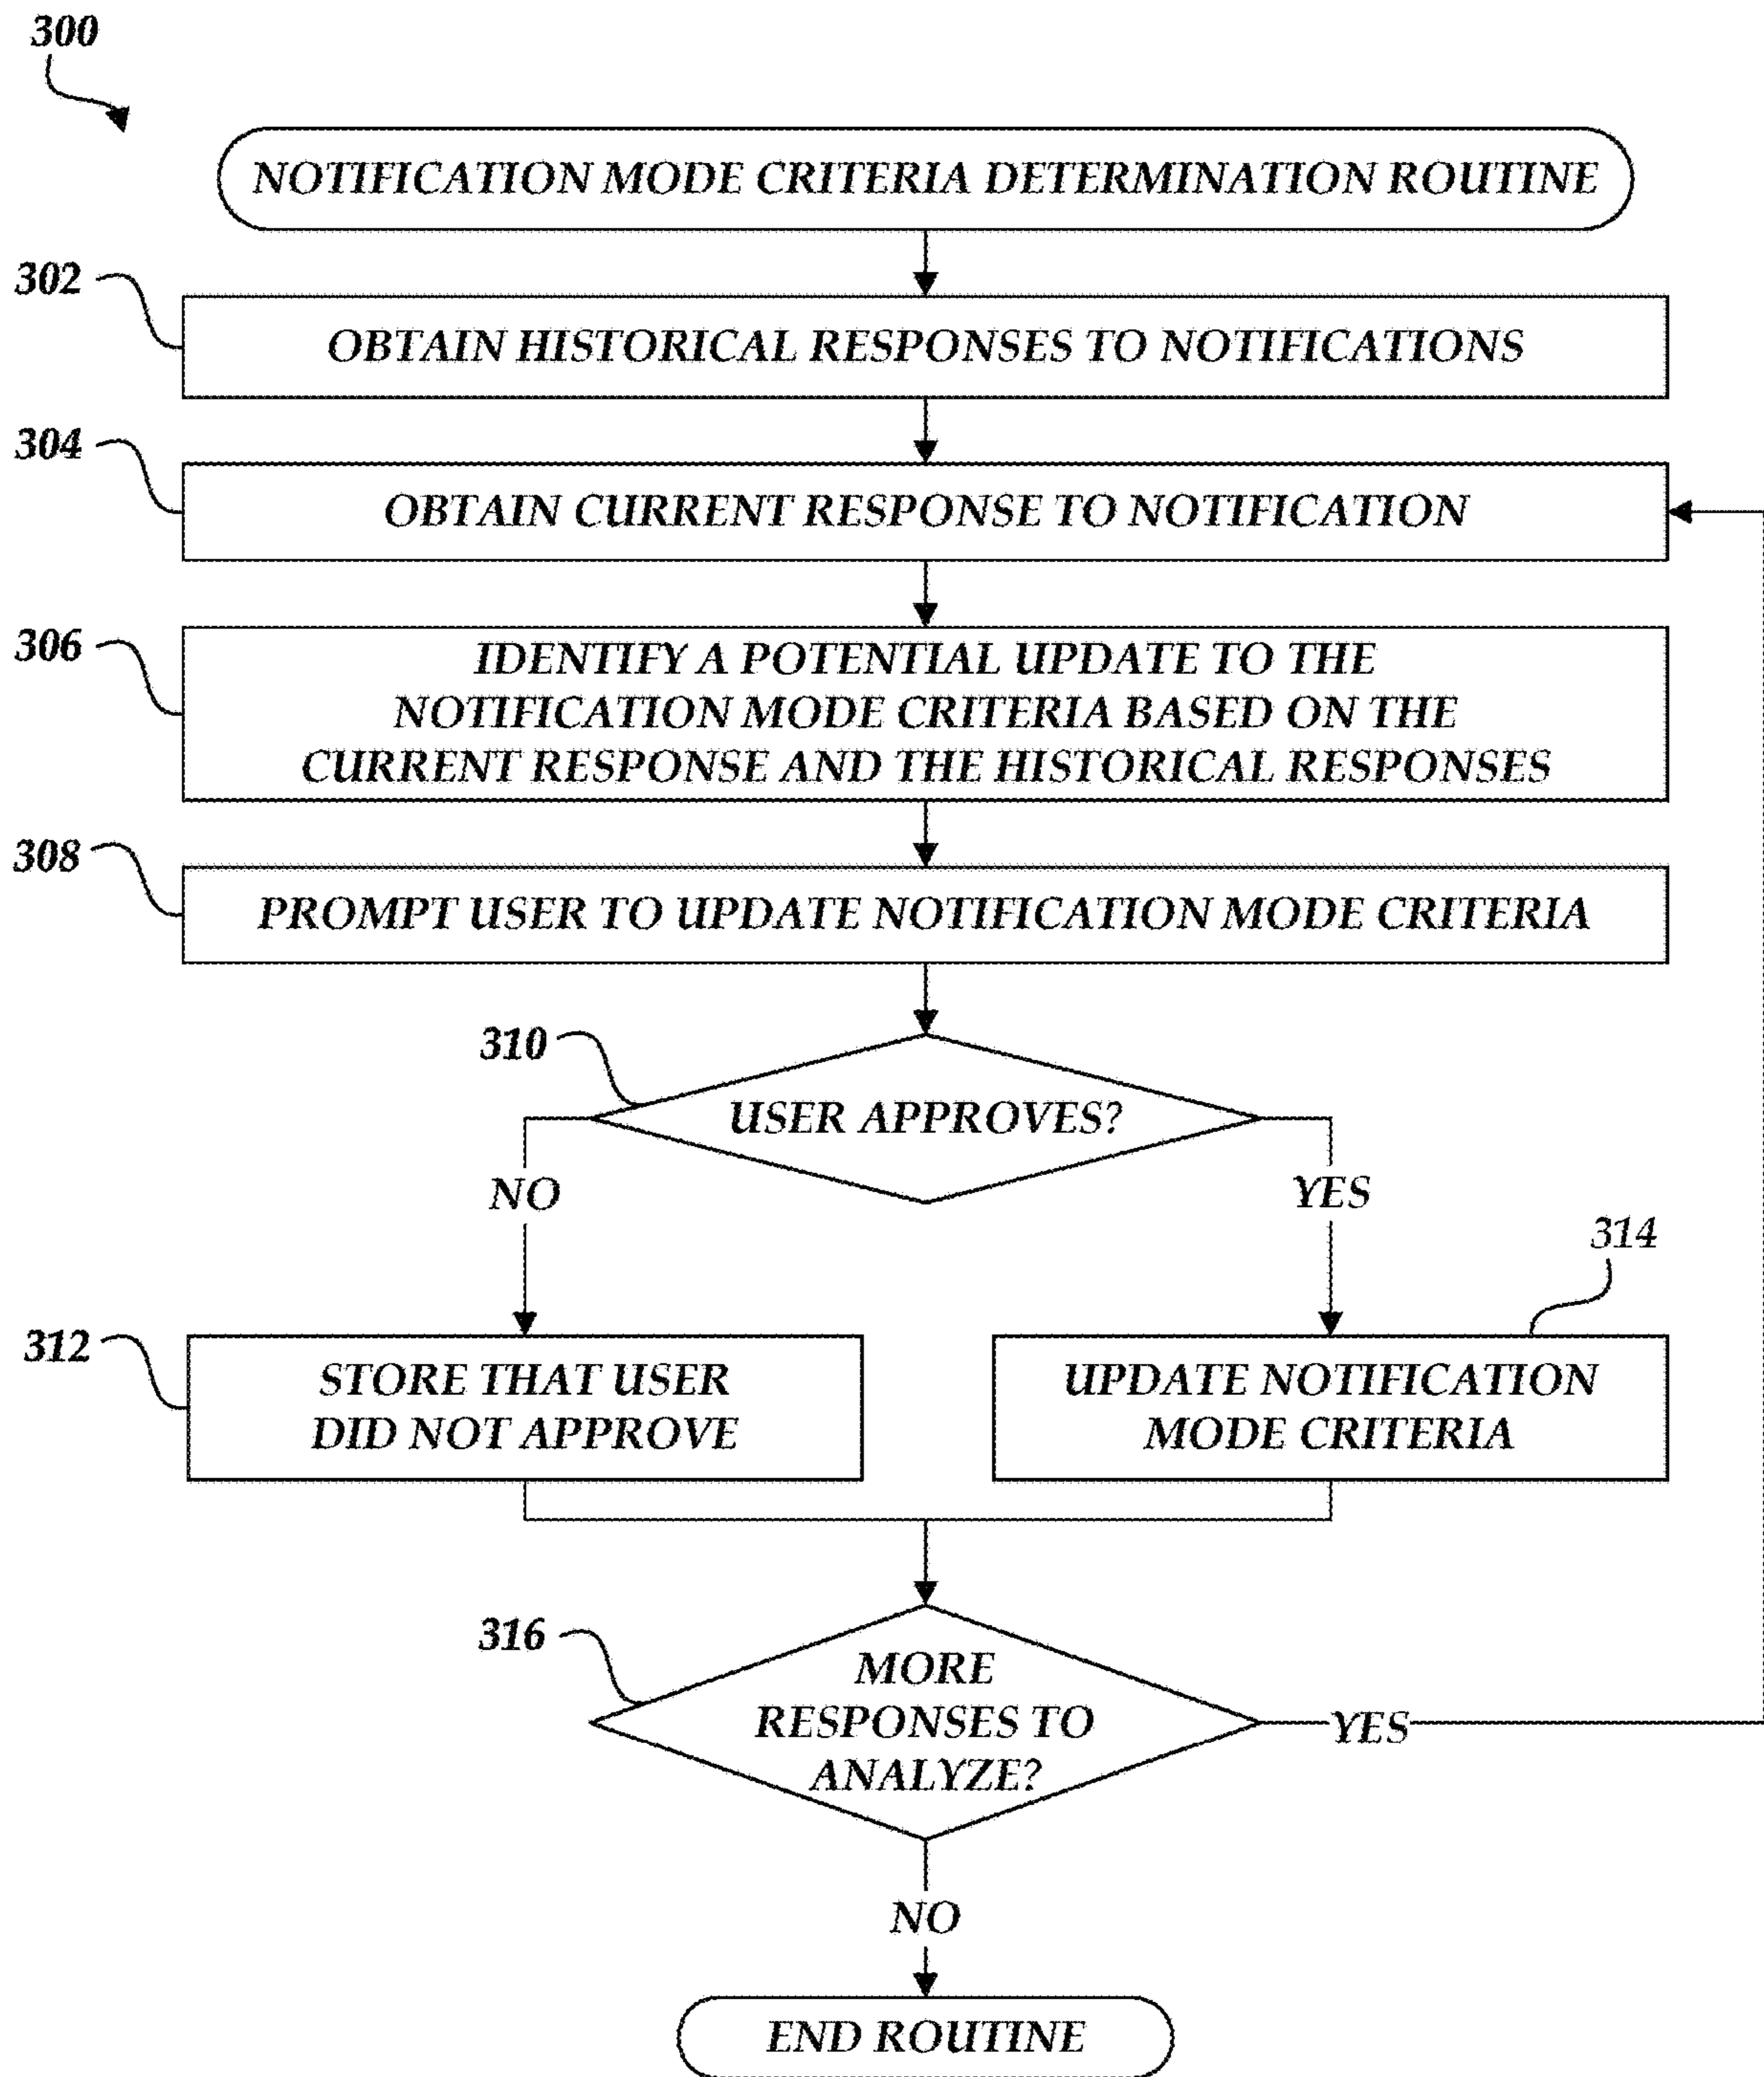 300
NOTIFICATION MODE CRITERIA DETERMINATION ROUTINE
302
OBTAIN HISTORICAL RESPONSES TO NOTIFICATIONS
304
OBTAIN CURRENT RESPONSE TO NOTIFICATION
306
IDENTIFY A POTENTIAL UPDATE TO THE
NOTIFICATION MODE CRITERIA BASED ON THE
CURRENT RESPONSE AND THE HISTORICAL RESPONSES
308
PROMPT USER TO UPDATE NOTIFICATION MODE CRITERIA
310
USER APPROVES?
NO
YES
314
312
STORE THAT USER
DID NOT APPROVE
UPDATE NOTIFICATION
MODE CRITERIA
316
MORE
RESPONSES TO
ANALYZE?
YES
NO
END ROUTINE